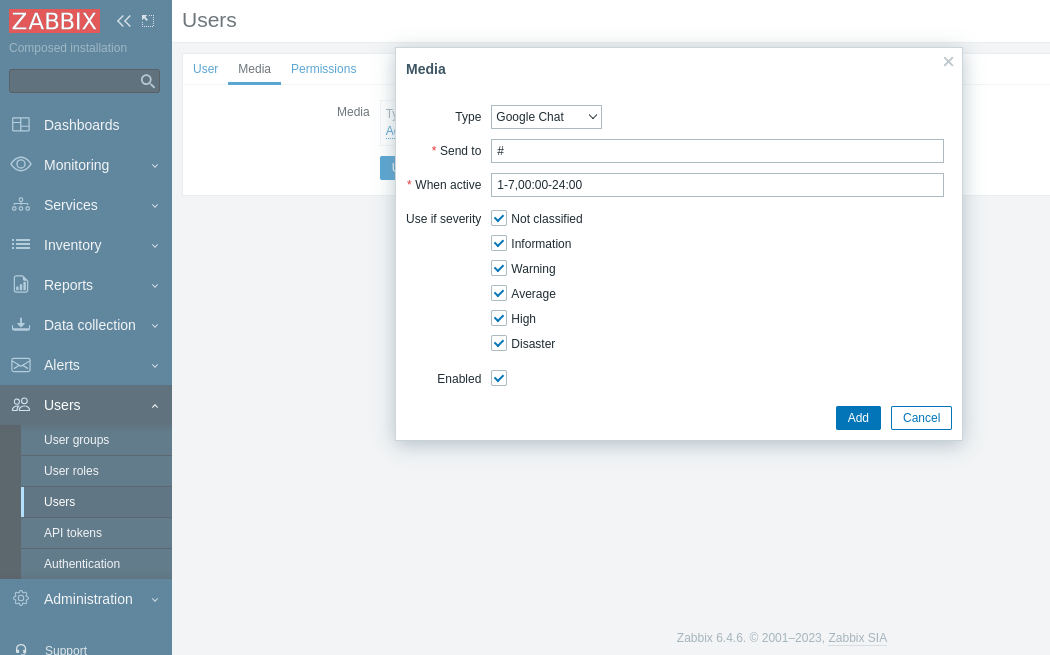 ZABBIX
Composed installation
Dashboards
Monitoring
Services
Inventory
Reports
Data collection
Alerts
Users
User groups
User roles
Users
API tokens
Authentication
Administration
Support
Users
User Media Permissions
Media
Media
Type Google Chat
* Send to #
* When active 1-7,00:00-24:00
Use if severity Not classified
Information
Warning
Average
High
Disaster
Enabled
Add Cancel
Zabbix 6.4.6. © 2001–2023, Zabbix SIA